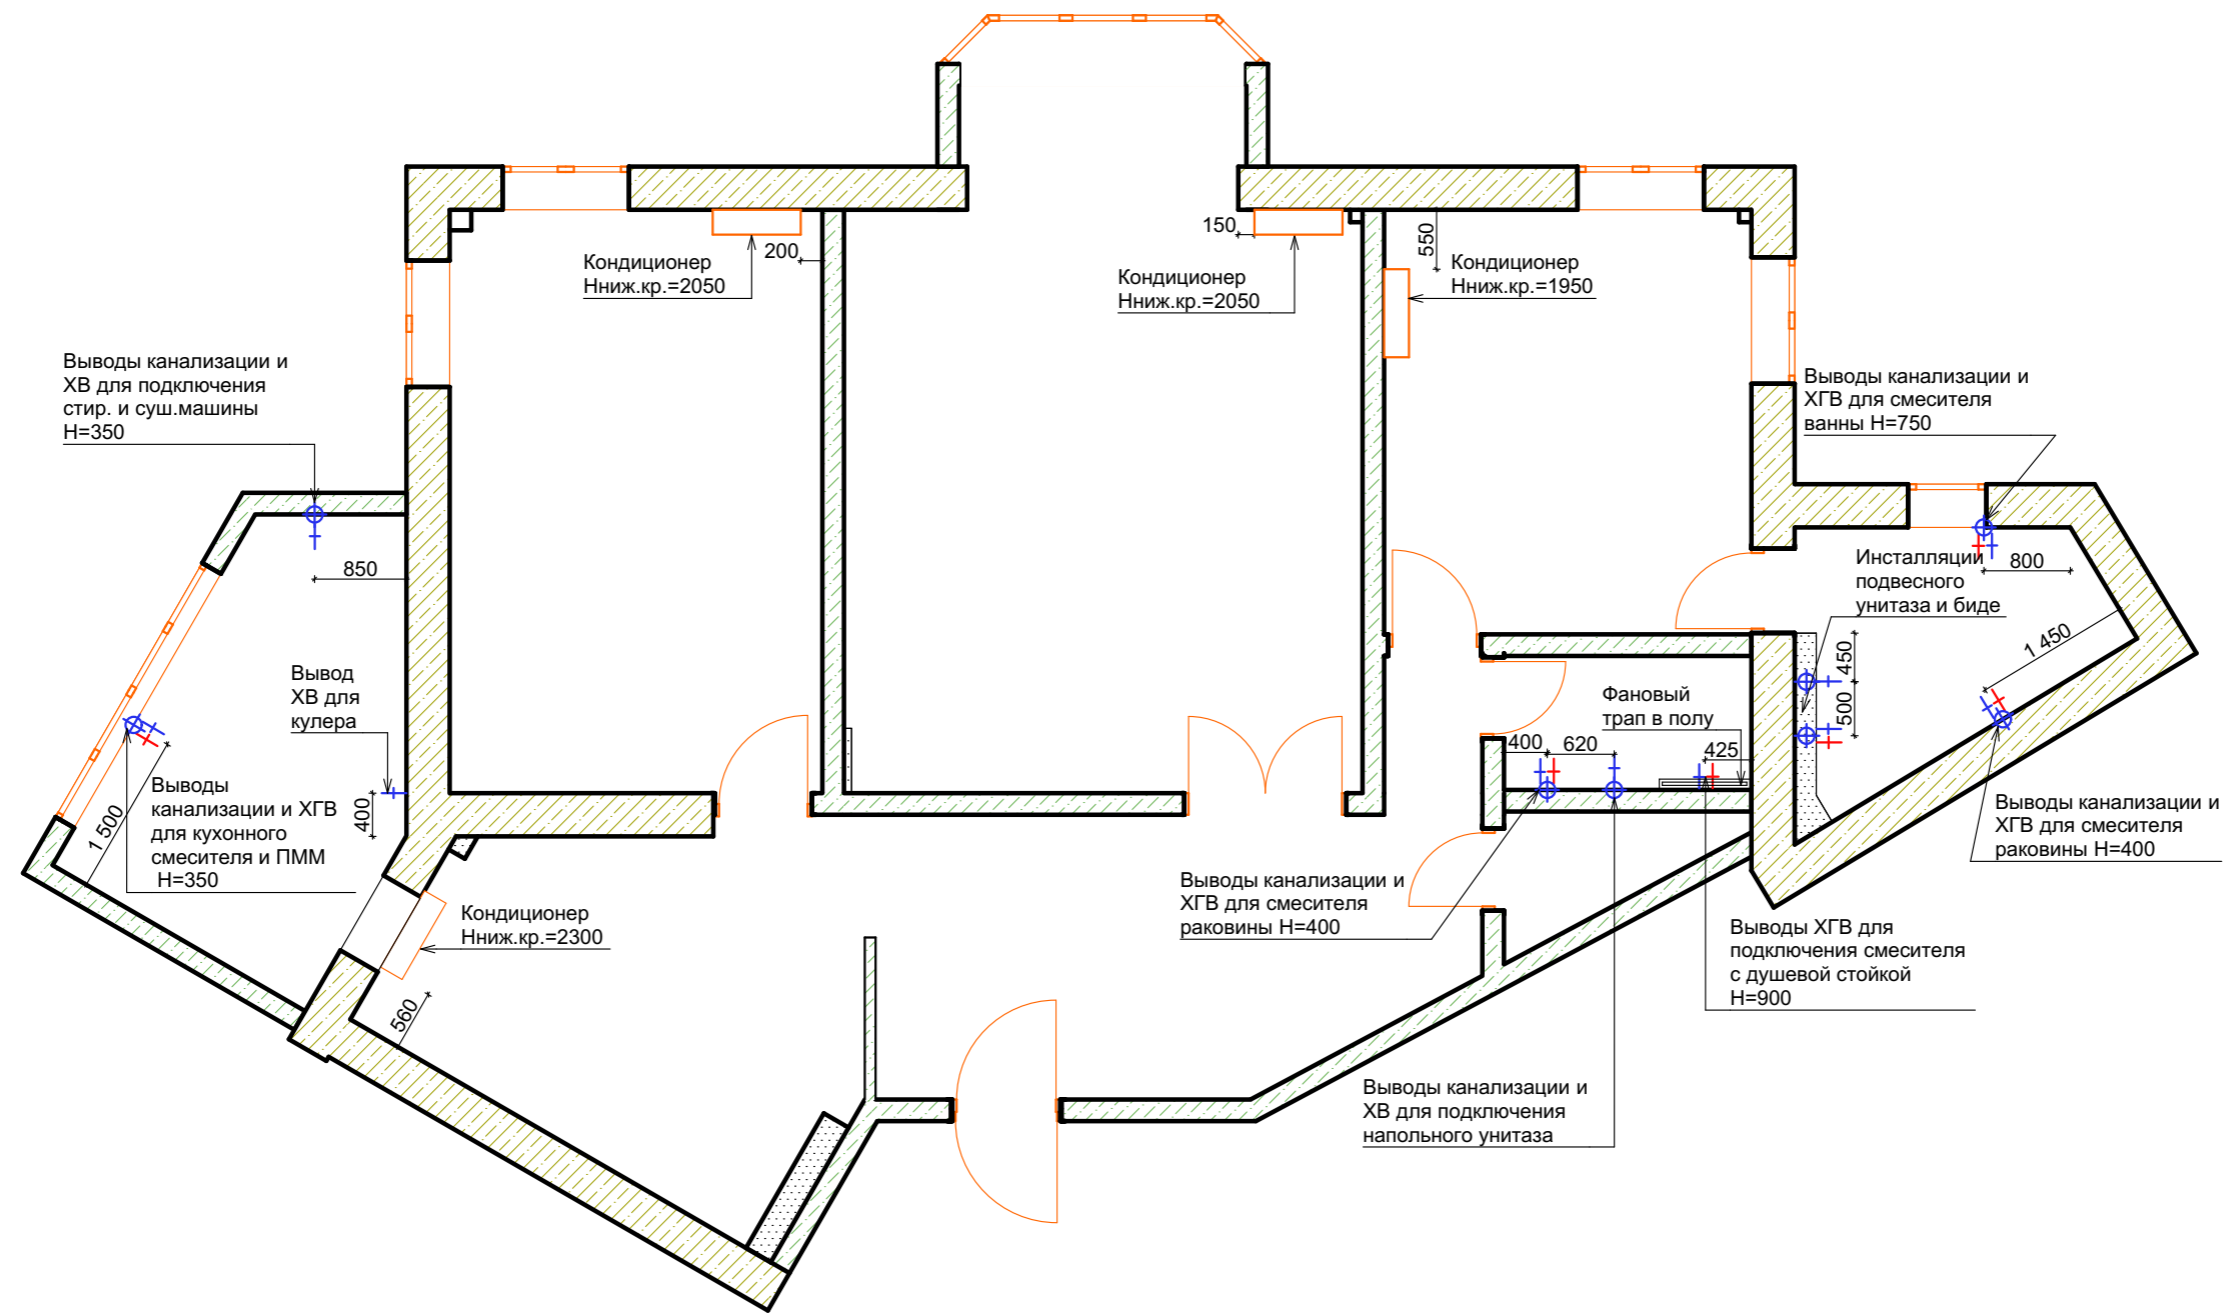 Кондиционер
Нниж.кр.=2050
200
150
Кондиционер
Нниж.кр.=2050
550
Кондиционер
Нниж.кр.=1950
Выводы канализации и
ХВ для подключения
стир. и суш.машины
Н=350
850
Выводы канализации и
ХГВ для смесителя
ванны Н=750
800
Инсталляции
подвесного
унитаза и биде
450
500
1 450
Вывод
ХВ для
кулера
400
Фановый
трап в полу
400
620
425
1 500
Выводы
канализации и ХГВ
для кухонного
смесителя и ПММ
Н=350
Выводы канализации и
ХГВ для смесителя
раковины Н=400
Выводы канализации и
ХГВ для смесителя
раковины Н=400
Кондиционер
Нниж.кр.=2300
560
Выводы ХГВ для
подключения смесителя
с душевой стойкой
Н=900
Выводы канализации и
ХВ для подключения
напольного унитаза